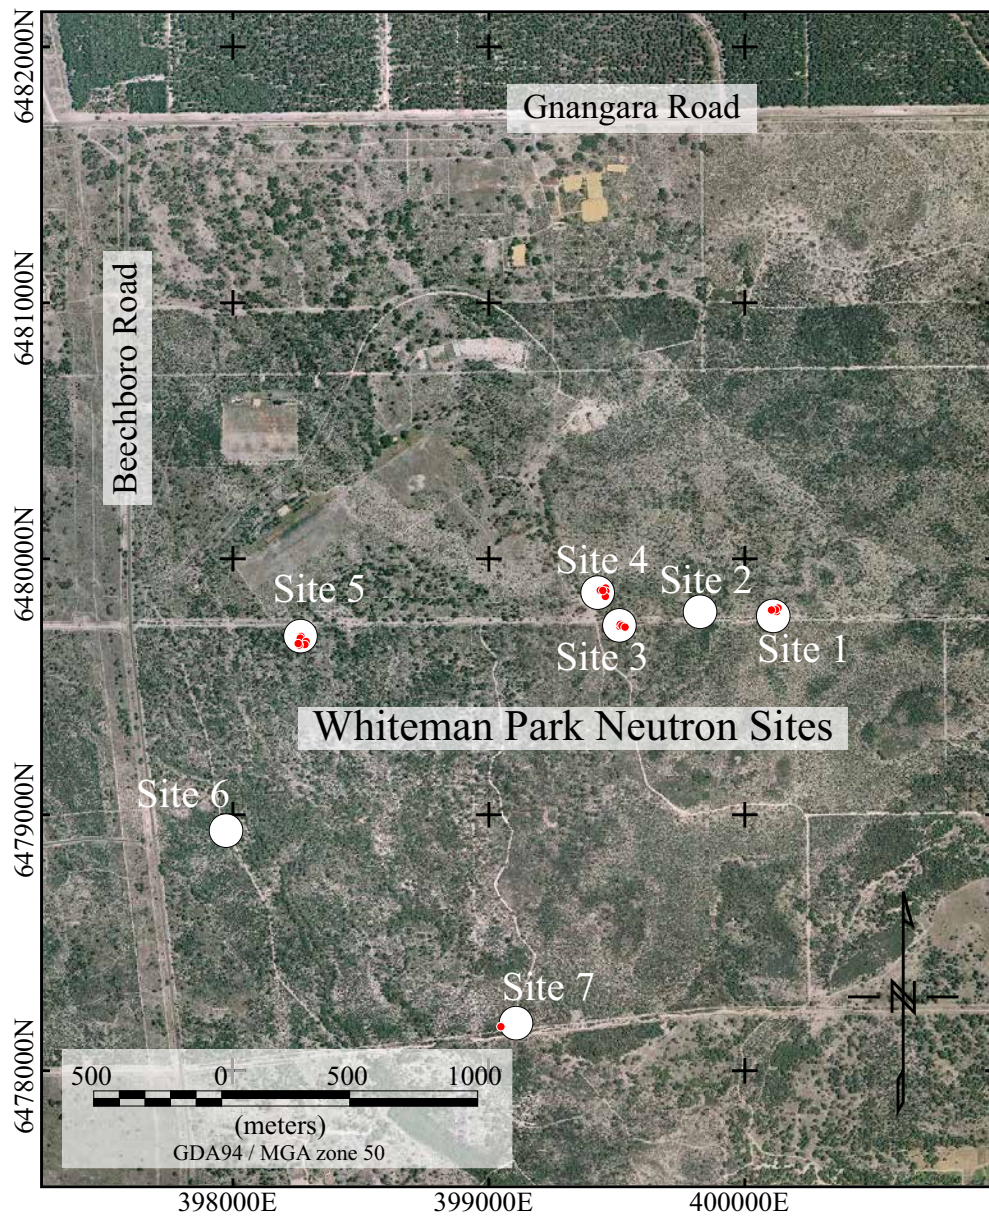 6482000N
Gnangara Road
6481000N
Beechboro Road
6480000N
Site 4
Site 2
Site 5
Site 3
Site 1
Whiteman Park Neutron Sites
6479000N
Site 6
Site 7
N
6478000N
500 0 500 1000
(meters)
GDA94 / MGA zone 50
398000E 399000E 400000E